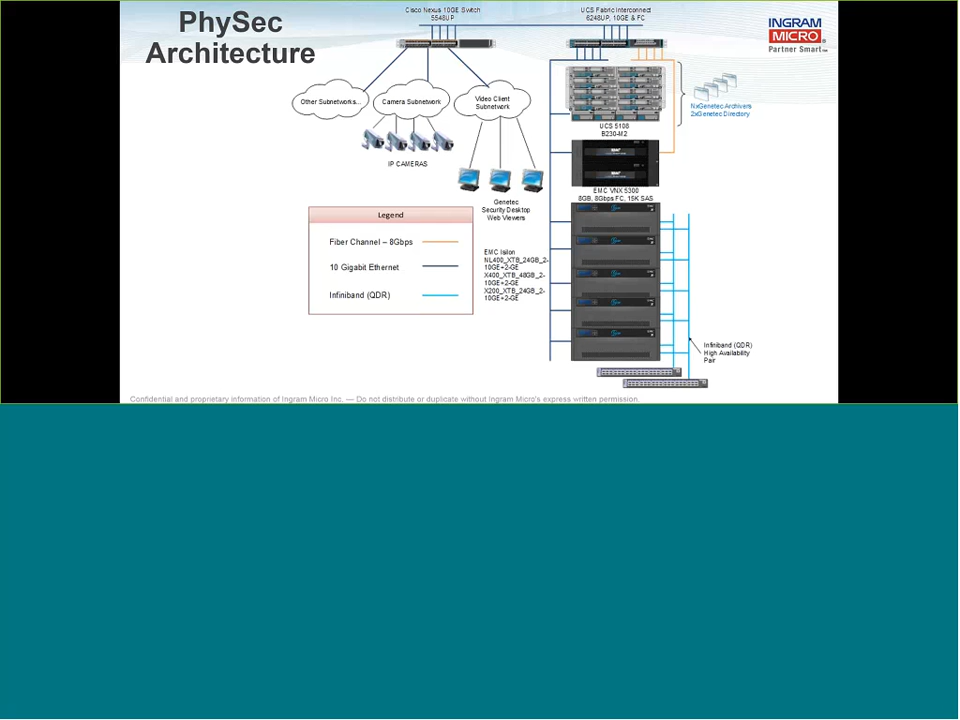 PhySec
Architecture
Cisco Nexus 10GE Switch
5548UP
UCS Fabric Interconnect
6248UP, 10GE & FC
INGRAM
MICRO
Partner Smart
Other Subnetworks...
Camera Subnetwork
Video Client
Subnetwork
NxGenetec Archivers
2xGenetec Directory
UCS 5108
B230-M2
IP CAMERAS
EMC VNX 5300
8GB, 8Gbps FC, 15K SAS
Genetec
Security Desktop
Web Viewers
Legend
Fiber Channel – 8Gbps
10 Gigabit Ethernet
Infiniband (QDR)
EMC Isilon
NL400_XTB_24GB_2-
10GE+2-GE
X400_XTB_48GB_2-
10GE+2-GE
X200_XTB_24GB_2-
10GE+2-GE
Infiniband (QDR)
High Availability
Pair
Confidential and proprietary information of Ingram Micro Inc. — Do not distribute or duplicate without Ingram Micro's express written permission.